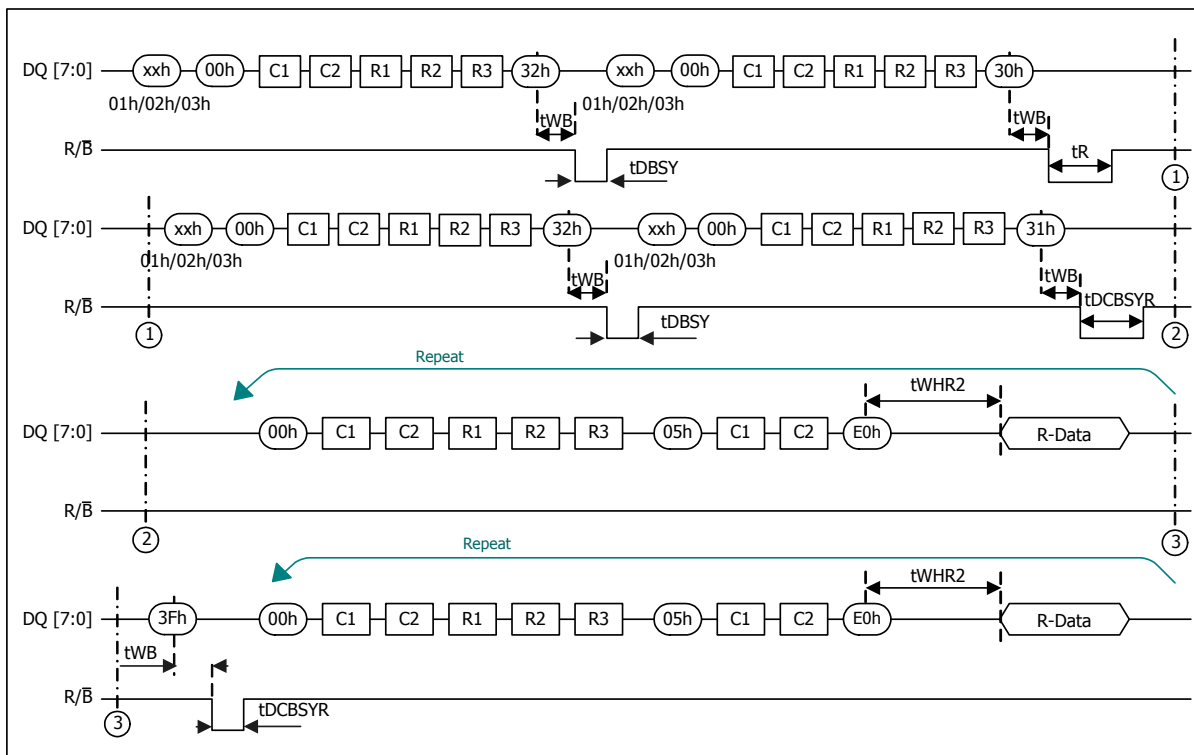 DQ [7:0] xxh 00h C1 C2 R1 R2 R3 32h xxh 00h C1 C2 R1 R2 R3 30h
01h/02h/03h 01h/02h/03h
tWB tWB
R/B̅ tDBSY tR 1
DQ [7:0] xxh 00h C1 C2 R1 R2 R3 32h xxh 00h C1 C2 R1 R2 R3 31h
01h/02h/03h 01h/02h/03h
tWB tWB
R/B̅ tDBSY tDCBSYR
1 2
Repeat
tWHR2
DQ [7:0] 00h C1 C2 R1 R2 R3 05h C1 C2 E0h R-Data
R/B̅
2 3
Repeat
tWHR2
DQ [7:0] 3Fh 00h C1 C2 R1 R2 R3 05h C1 C2 E0h R-Data
tWB
R/B̅ tDCBSYR
3